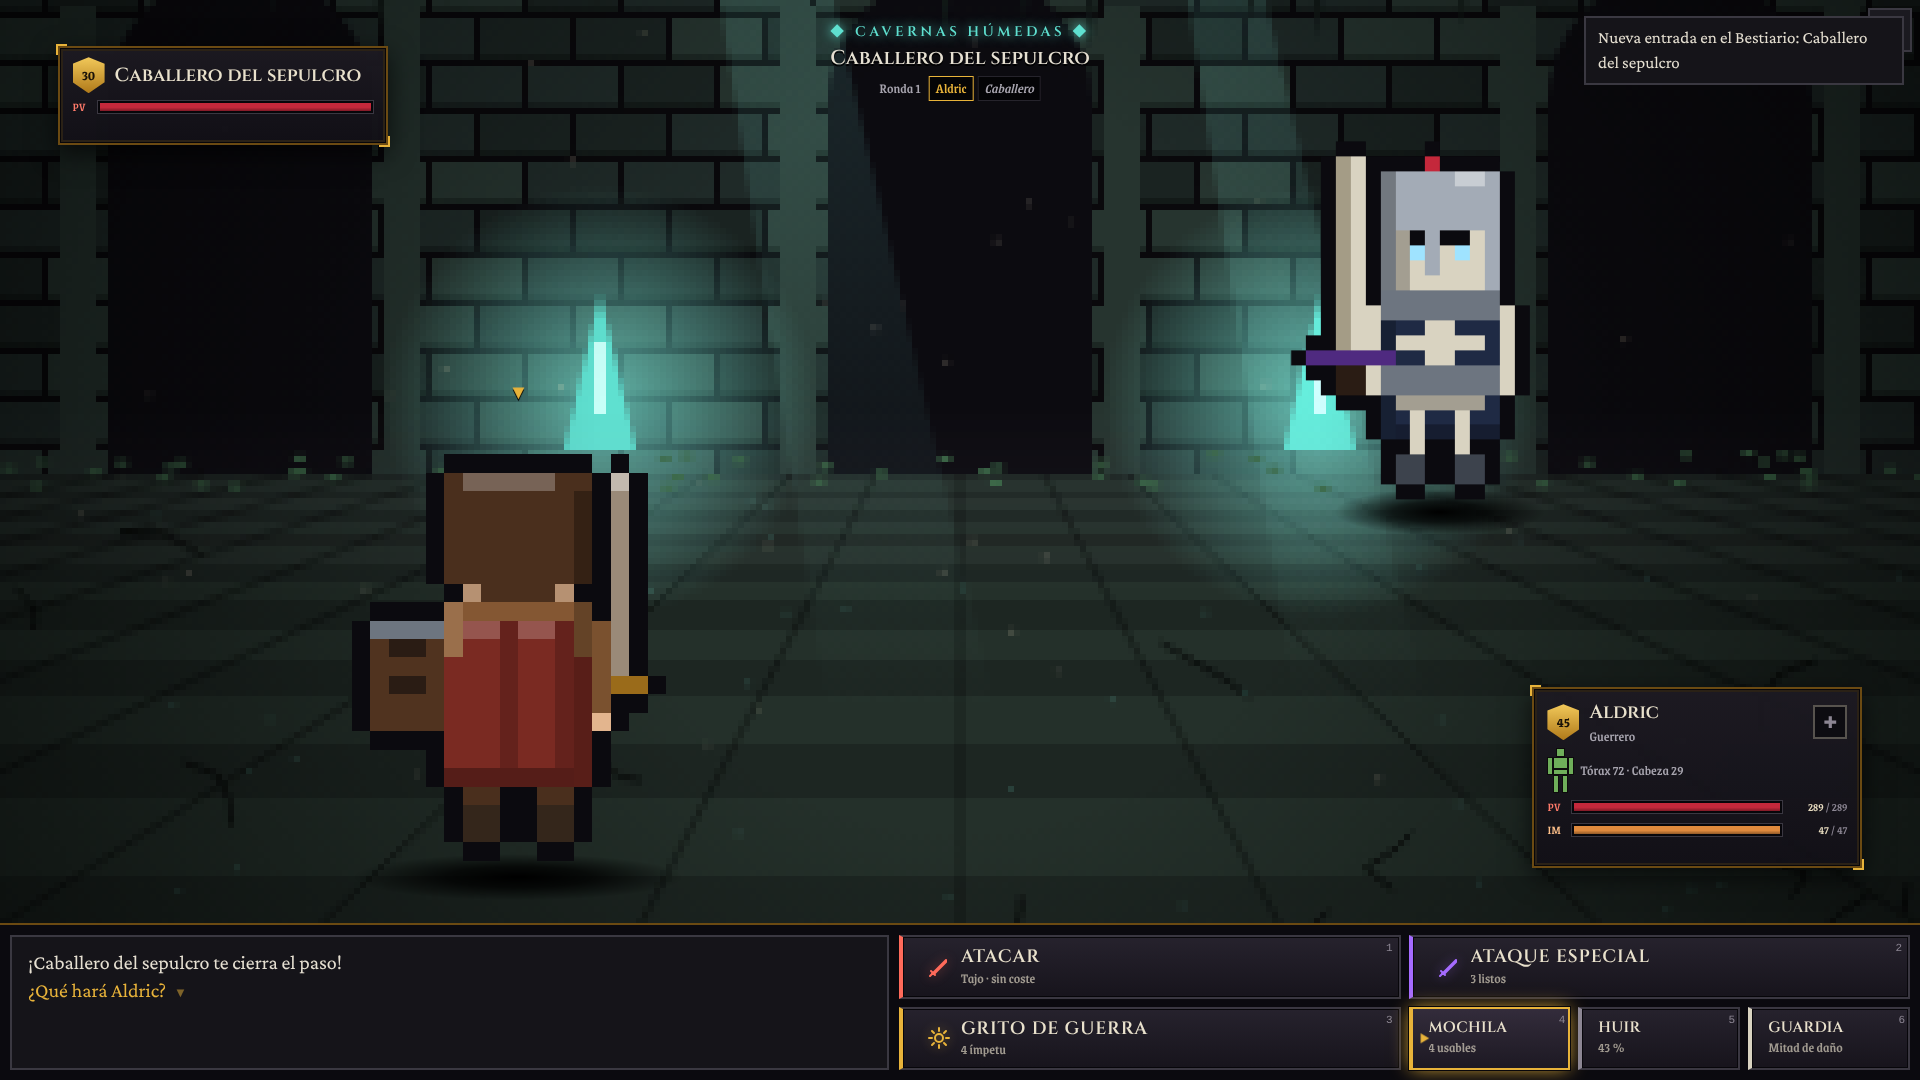 30 CABALLERO DEL SEPULCRO
PV
◆ CAVERNAS HÚMEDAS ◆
CABALLERO DEL SEPULCRO
Ronda 1 Aldric Caballero
Nueva entrada en el Bestiario: Caballero
del sepulcro
45 ALDRIC +
Guerrero
Tórax 72 · Cabeza 29
PV 289 / 289
IM 47 / 47
¡Caballero del sepulcro te cierra el paso!
¿Qué hará Aldric? ▼
ATACAR 1
Tajo · sin coste
ATAQUE ESPECIAL 2
3 listos
GRITO DE GUERRA 3
4 ímpetu
MOCHILA 4
4 usables
HUIR 5
43 %
GUARDIA 6
Mitad de daño